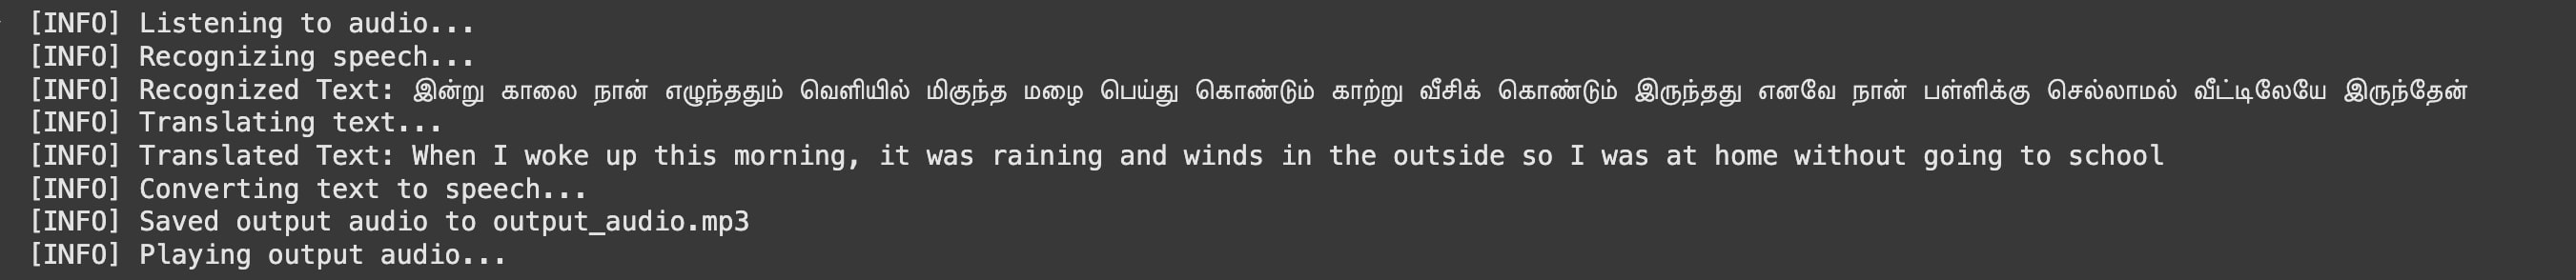 [INFO] Listening to audio...
[INFO] Recognizing speech...
[INFO] Recognized Text: இன்று காலை நான் எழுந்ததும் வெளியில் மிகுந்த மழை பெய்து கொண்டும் காற்று வீசிக் கொண்டும் இருந்தது எனவே நான் பள்ளிக்கு செல்லாமல் வீட்டிலேயே இருந்தேன்
[INFO] Translating text...
[INFO] Translated Text: When I woke up this morning, it was raining and winds in the outside so I was at home without going to school
[INFO] Converting text to speech...
[INFO] Saved output audio to output_audio.mp3
[INFO] Playing output audio...